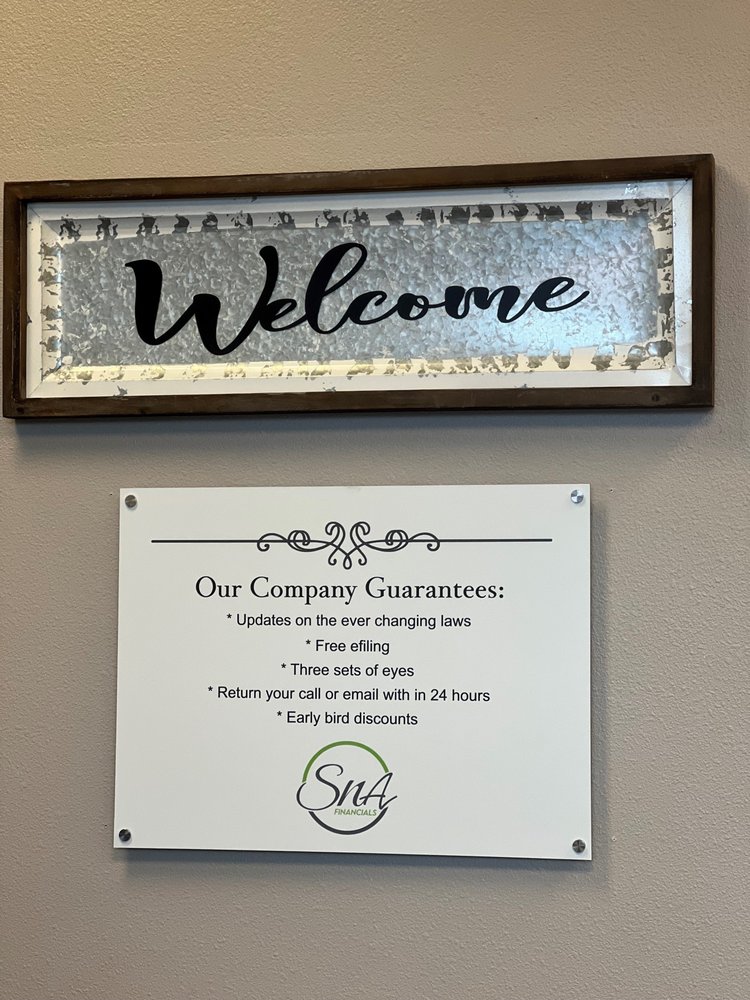 Welcome
Our Company Guarantees:
* Updates on the ever changing laws
* Free efiling
* Three sets of eyes
* Return your call or email with in 24 hours
* Early bird discounts
SnA
FINANCIALS